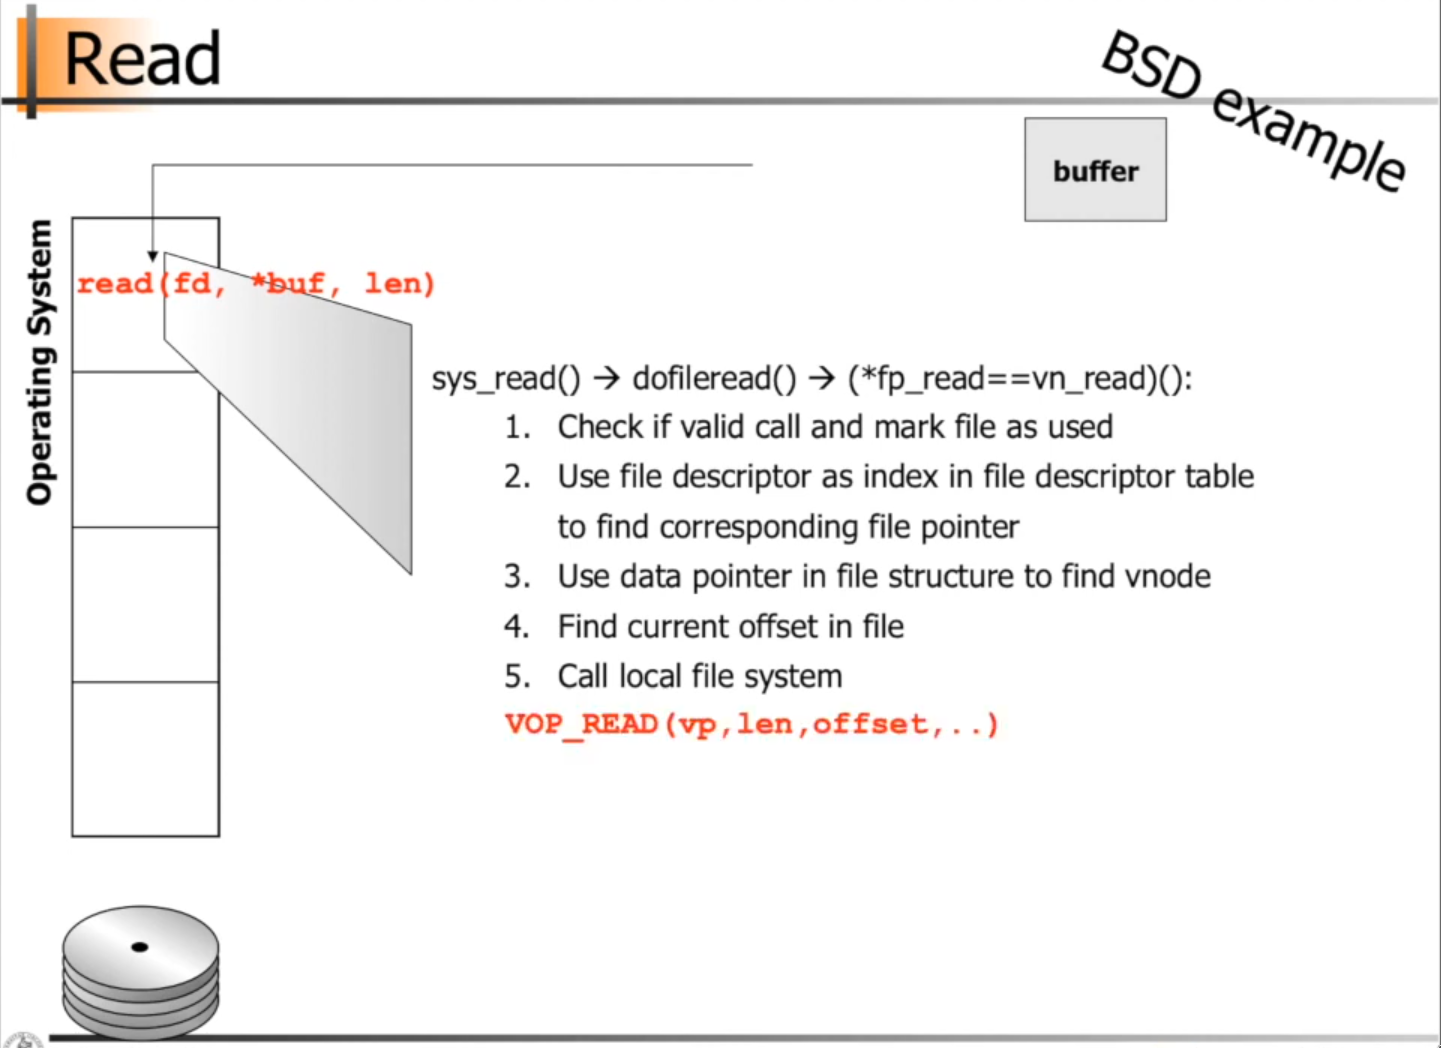 Read
BSD example
buffer
Operating System
read(fd, *buf, len)
sys_read() → dofileread() → (*fp_read==vn_read)():
1. Check if valid call and mark file as used
2. Use file descriptor as index in file descriptor table
to find corresponding file pointer
3. Use data pointer in file structure to find vnode
4. Find current offset in file
5. Call local file system
VOP_READ(vp,len,offset,..)